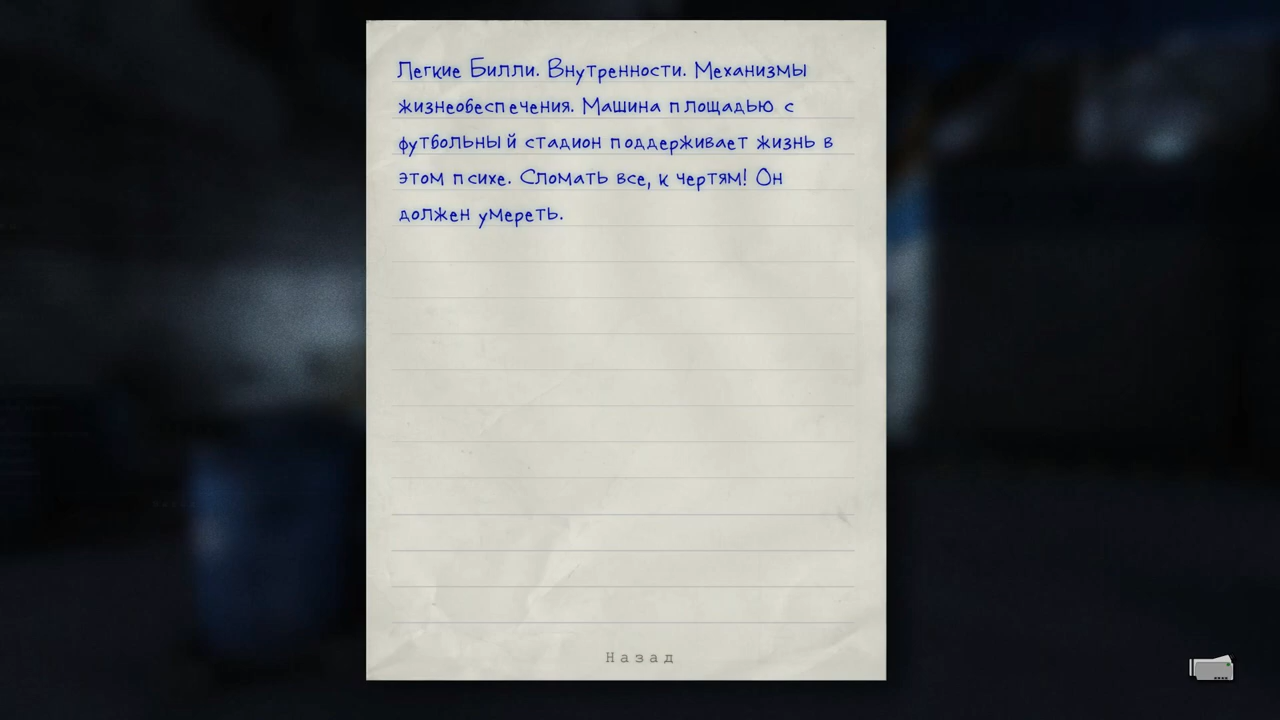 Легкие Билли. Внутренности. Механизмы
жизнеобеспечения. Машина площадью с
футбольный стадион поддерживает жизнь в
этом психе. Сломать все, к чертям! Он
должен умереть.
Назад